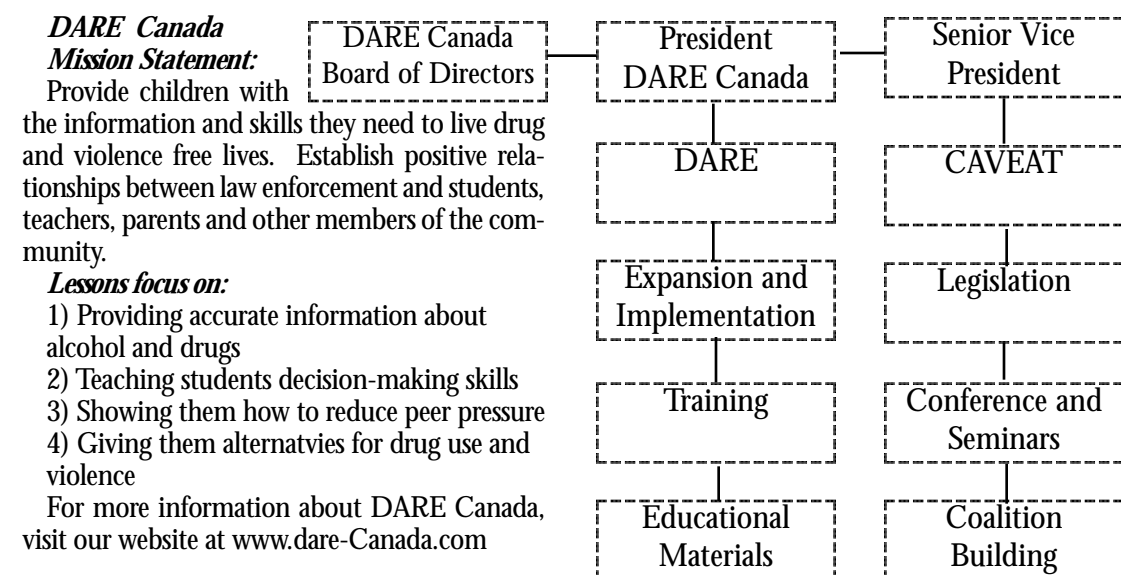 DARE Canada
Mission Statement:
Provide children with
the information and skills they need to live drug
and violence free lives. Establish positive rela-
tionships between law enforcement and students,
teachers, parents and other members of the com-
munity.
Lessons focus on:
1) Providing accurate information about
alcohol and drugs
2) Teaching students decision-making skills
3) Showing them how to reduce peer pressure
4) Giving them alternatvies for drug use and
violence
For more information about DARE Canada,
visit our website at www.dare-Canada.com
DARE Canada
Board of Directors
President
DARE Canada
Senior Vice
President
DARE
CAVEAT
Expansion and
Implementation
Legislation
Training
Conference and
Seminars
Educational
Materials
Coalition
Building